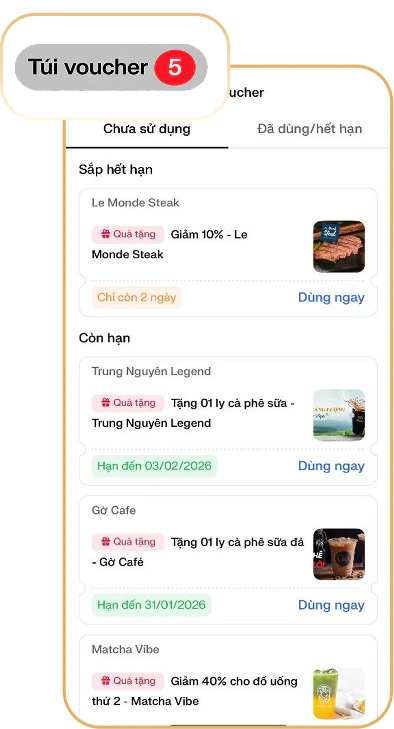 Túi voucher 5
ucher
Chưa sử dụng
Đã dùng/hết hạn
Sắp hết hạn
Le Monde Steak
Quà tặng Giảm 10% - Le
Monde Steak
Chỉ còn 2 ngày
Dùng ngay
Còn hạn
Trung Nguyên Legend
Quà tặng Tặng 01 ly cà phê sữa -
Trung Nguyên Legend
Hạn đến 03/02/2026
Dùng ngay
Gờ Cafe
Quà tặng Tặng 01 ly cà phê sữa đá
- Gờ Café
Hạn đến 31/01/2026
Dùng ngay
Matcha Vibe
Quà tặng Giảm 40% cho đồ uống
thứ 2 - Matcha Vibe